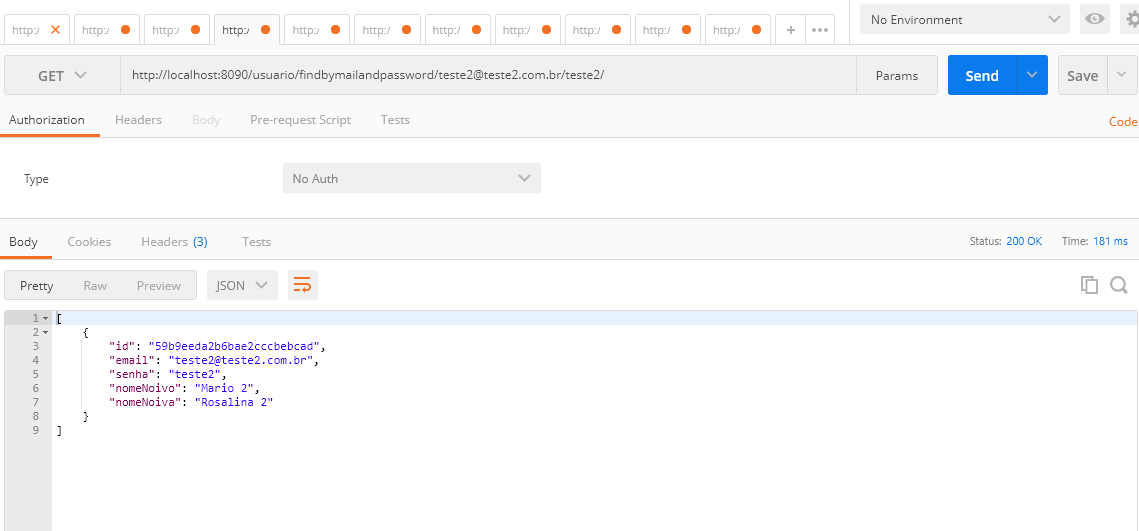 http:/ × http:/ http:/ http:/ http:/ http:/ http:/ http:/ http:/ http:/ http:/ + ••• No Environment
GET http://localhost:8090/usuario/findbymailandpassword/teste2@teste2.com.br/teste2/ Params Send Save
Authorization Headers Body Pre-request Script Tests Code
Type No Auth
Body Cookies Headers (3) Tests Status: 200 OK Time: 181 ms
Pretty Raw Preview JSON
1 [
2 {
3 "id": "59b9eeda2b6bae2cccbebcad",
4 "email": "teste2@teste2.com.br",
5 "senha": "teste2",
6 "nomeNoivo": "Mario 2",
7 "nomeNoiva": "Rosalina 2"
8 }
9 ]